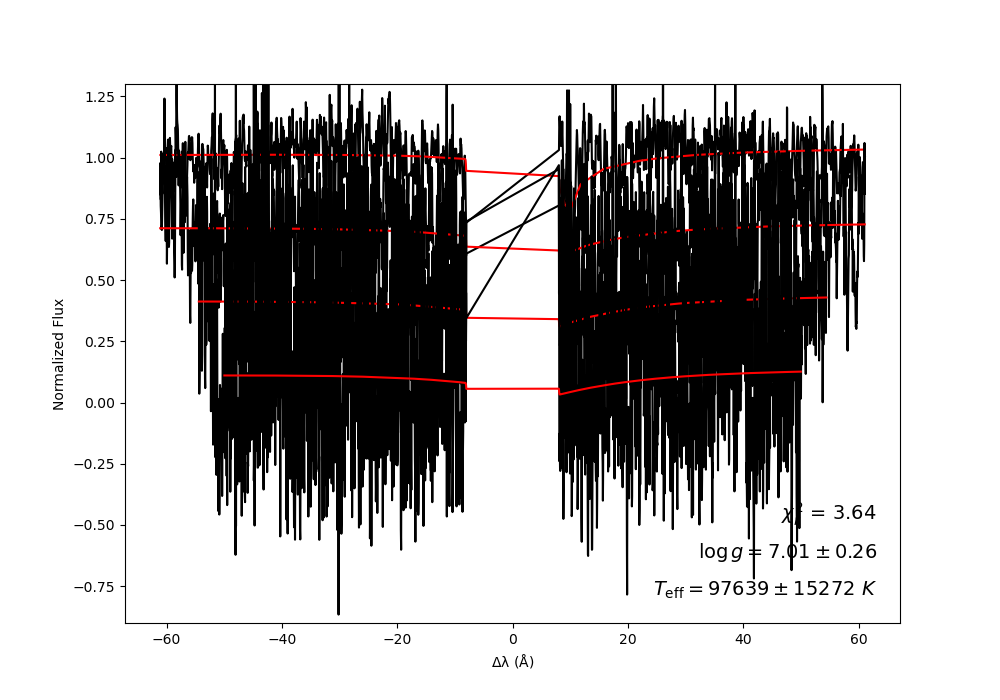 1.25
1.00
0.75
0.50
0.25
0.00
−0.25
−0.50
−0.75
Normalized Flux
χ²ᵣ = 3.64
log g = 7.01 ± 0.26
T_eff = 97639 ± 15272 K
−60 −40 −20 0 20 40 60
Δλ (Å)